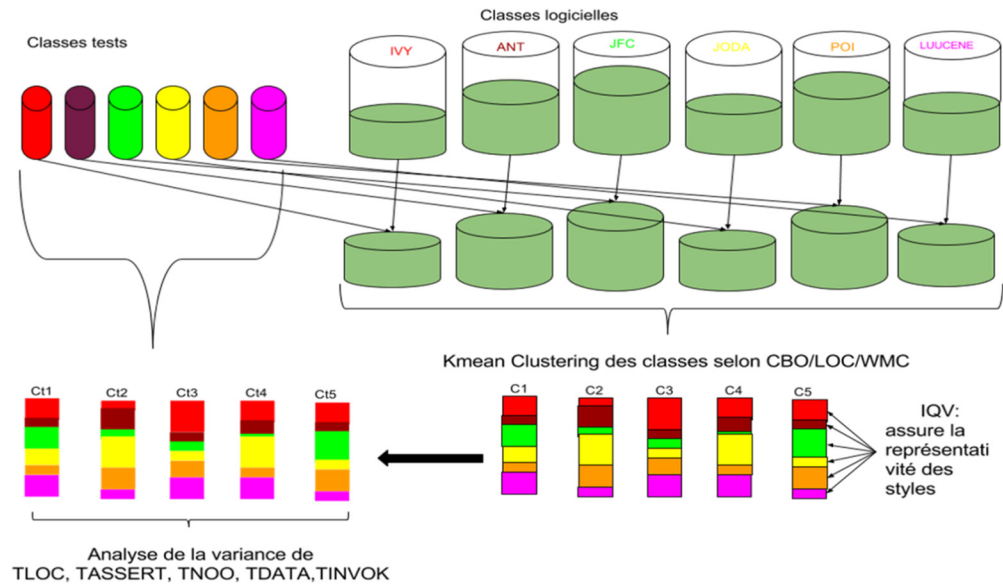 Classes logicielles
Classes tests
IVY
ANT
JFC
JODA
POI
LUUCENE
Kmean Clustering des classes selon CBO/LOC/WMC
Ct1
Ct2
Ct3
Ct4
Ct5
C1
C2
C3
C4
C5
IQV:
assure la
représentati
vité des
styles
Analyse de la variance de
TLOC, TASSERT, TNOO, TDATA,TINVOK